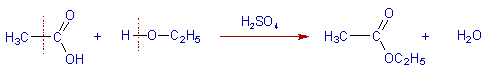 H₃C C O OH + H O C₂H₅ H₂SO₄ H₃C C O OC₂H₅ + H₂O